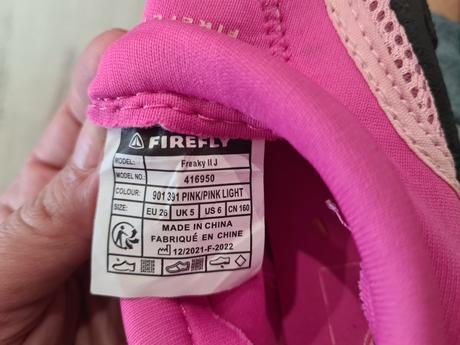 FIREFLY
FIREFLY
MODEL: Freaky II J
MODEL NO.: 416950
COLOUR: 901 391 PINK/PINK LIGHT
SIZE: EU 26 UK 5 US 6 CN 160
MADE IN CHINA
FABRIQUÉ EN CHINE
12/2021-F-2022